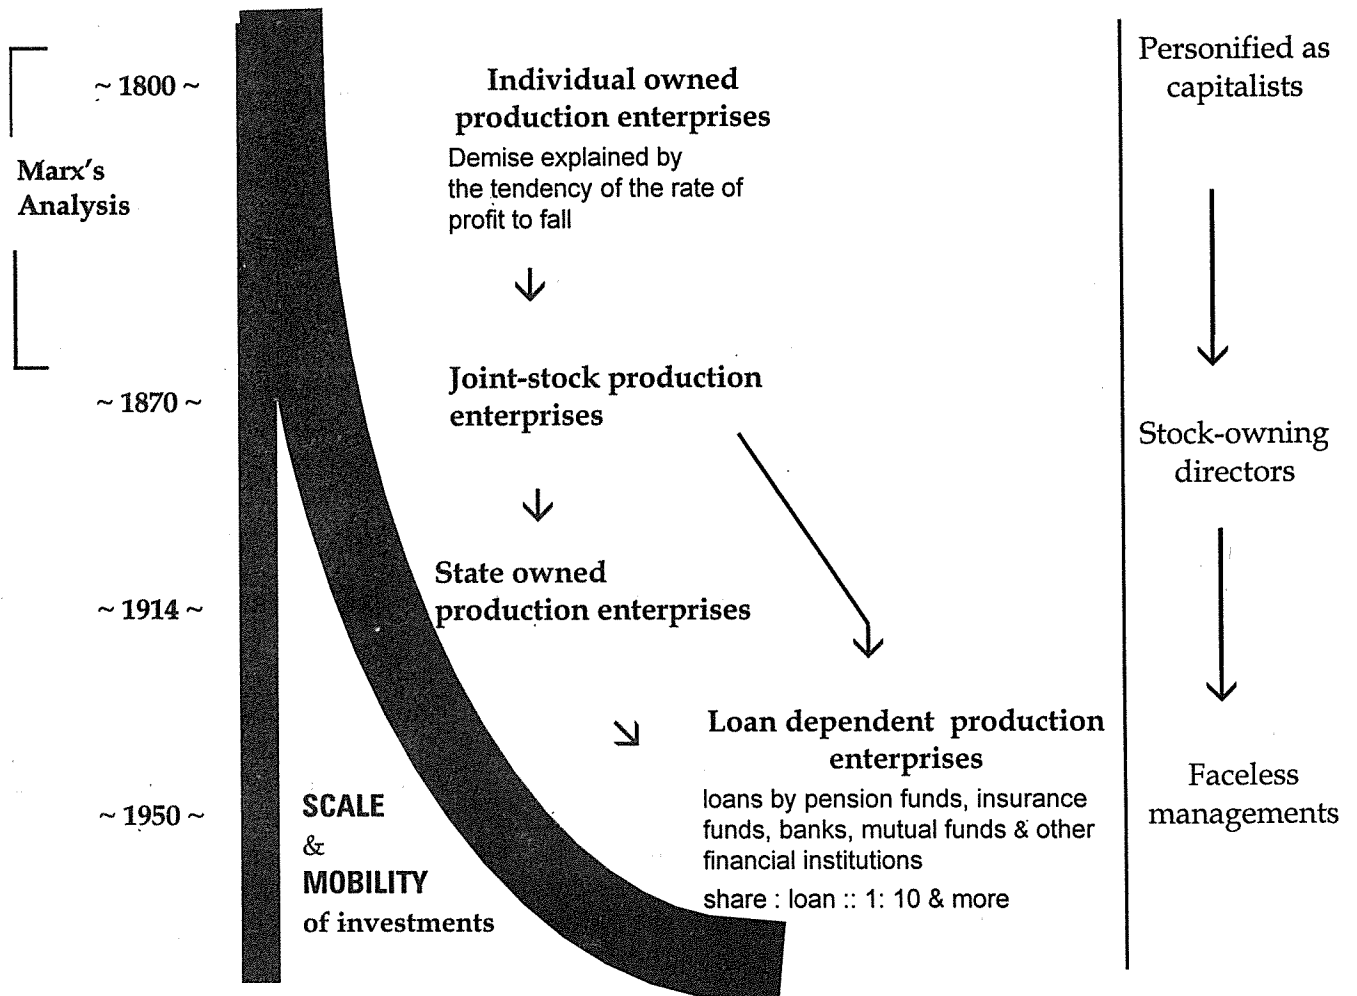 ~ 1800 ~
Marx's
Analysis
~ 1870 ~
~ 1914 ~
~ 1950 ~
Individual owned
production enterprises
Demise explained by
the tendency of the rate of
profit to fall
Joint-stock production
enterprises
State owned
production enterprises
Loan dependent production
enterprises
loans by pension funds, insurance
funds, banks, mutual funds & other
financial institutions
share : loan :: 1: 10 & more
SCALE
&
MOBILITY
of investments
Personified as
capitalists
Stock-owning
directors
Faceless
managements